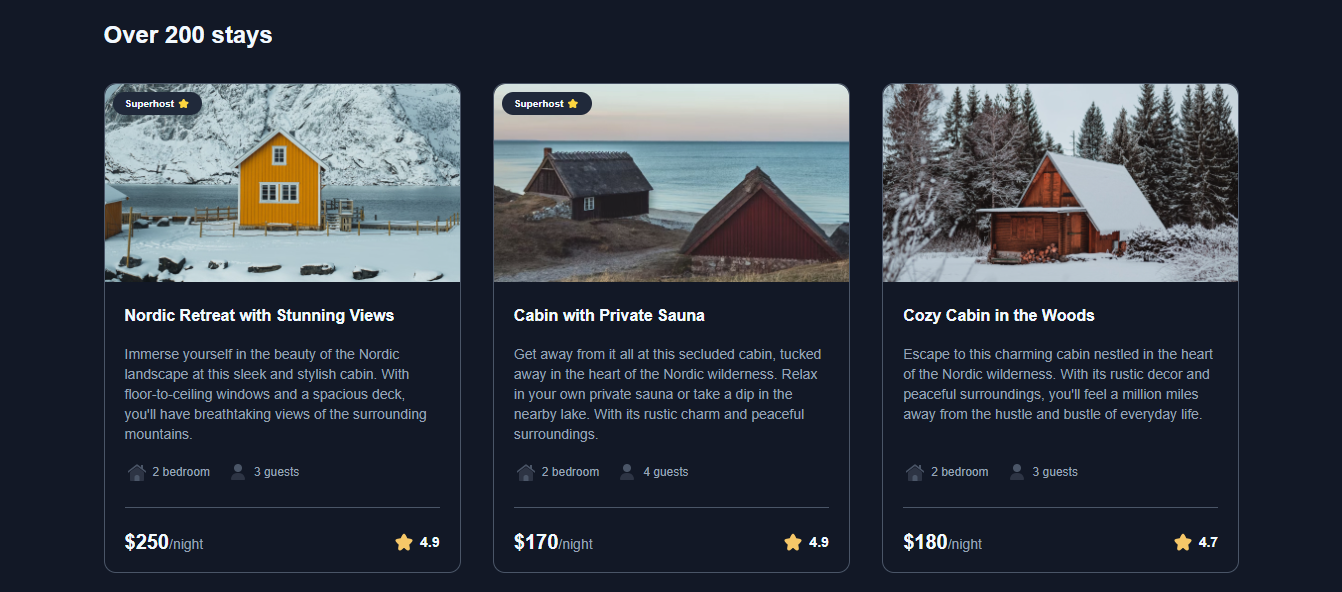 Over 200 stays
Superhost
Nordic Retreat with Stunning Views
Immerse yourself in the beauty of the Nordic
landscape at this sleek and stylish cabin. With
floor-to-ceiling windows and a spacious deck,
you'll have breathtaking views of the surrounding
mountains.
2 bedroom 3 guests
$250/night 4.9
Superhost
Cabin with Private Sauna
Get away from it all at this secluded cabin, tucked
away in the heart of the Nordic wilderness. Relax
in your own private sauna or take a dip in the
nearby lake. With its rustic charm and peaceful
surroundings.
2 bedroom 4 guests
$170/night 4.9
Cozy Cabin in the Woods
Escape to this charming cabin nestled in the heart
of the Nordic wilderness. With its rustic decor and
peaceful surroundings, you'll feel a million miles
away from the hustle and bustle of everyday life.
2 bedroom 3 guests
$180/night 4.7